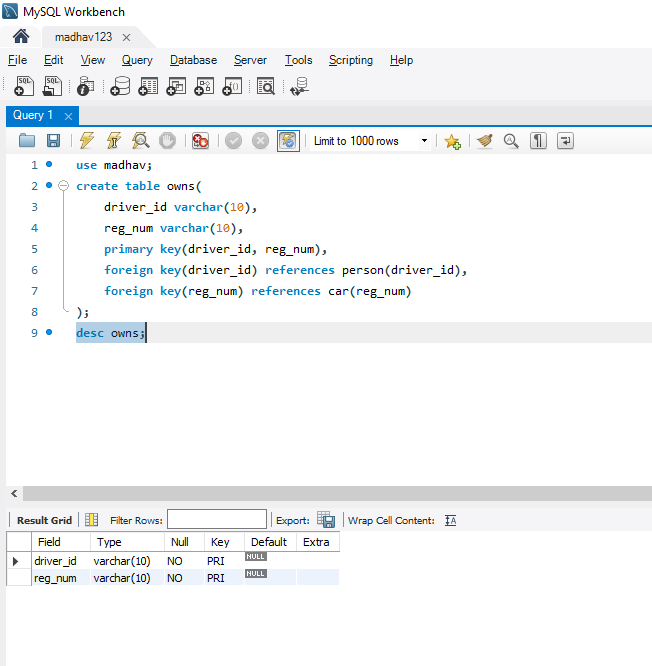 MySQL Workbench
madhav123 ×
File Edit View Query Database Server Tools Scripting Help
Query 1 ×
Limit to 1000 rows
1 use madhav;
2 create table owns(
3 driver_id varchar(10),
4 reg_num varchar(10),
5 primary key(driver_id, reg_num),
6 foreign key(driver_id) references person(driver_id),
7 foreign key(reg_num) references car(reg_num)
8 );
9 desc owns;
Result Grid Filter Rows: Export: Wrap Cell Content: IA
Field Type Null Key Default Extra
driver_id varchar(10) NO PRI NULL
reg_num varchar(10) NO PRI NULL